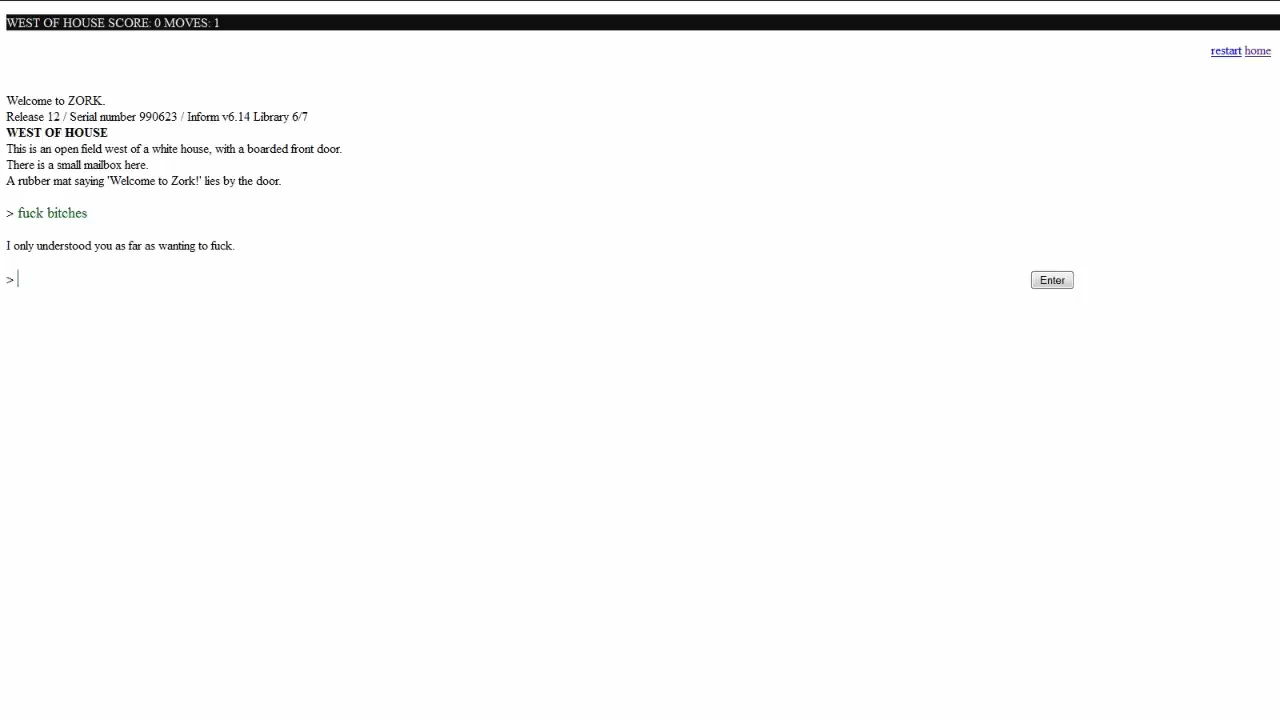 WEST OF HOUSE SCORE: 0 MOVES: 1
restart home
Welcome to ZORK.
Release 12 / Serial number 990623 / Inform v6.14 Library 6/7
WEST OF HOUSE
This is an open field west of a white house, with a boarded front door.
There is a small mailbox here.
A rubber mat saying 'Welcome to Zork!' lies by the door.
> fuck bitches
I only understood you as far as wanting to fuck.
>
Enter